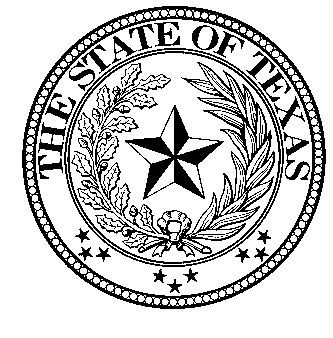 THE STATE OF TEXAS